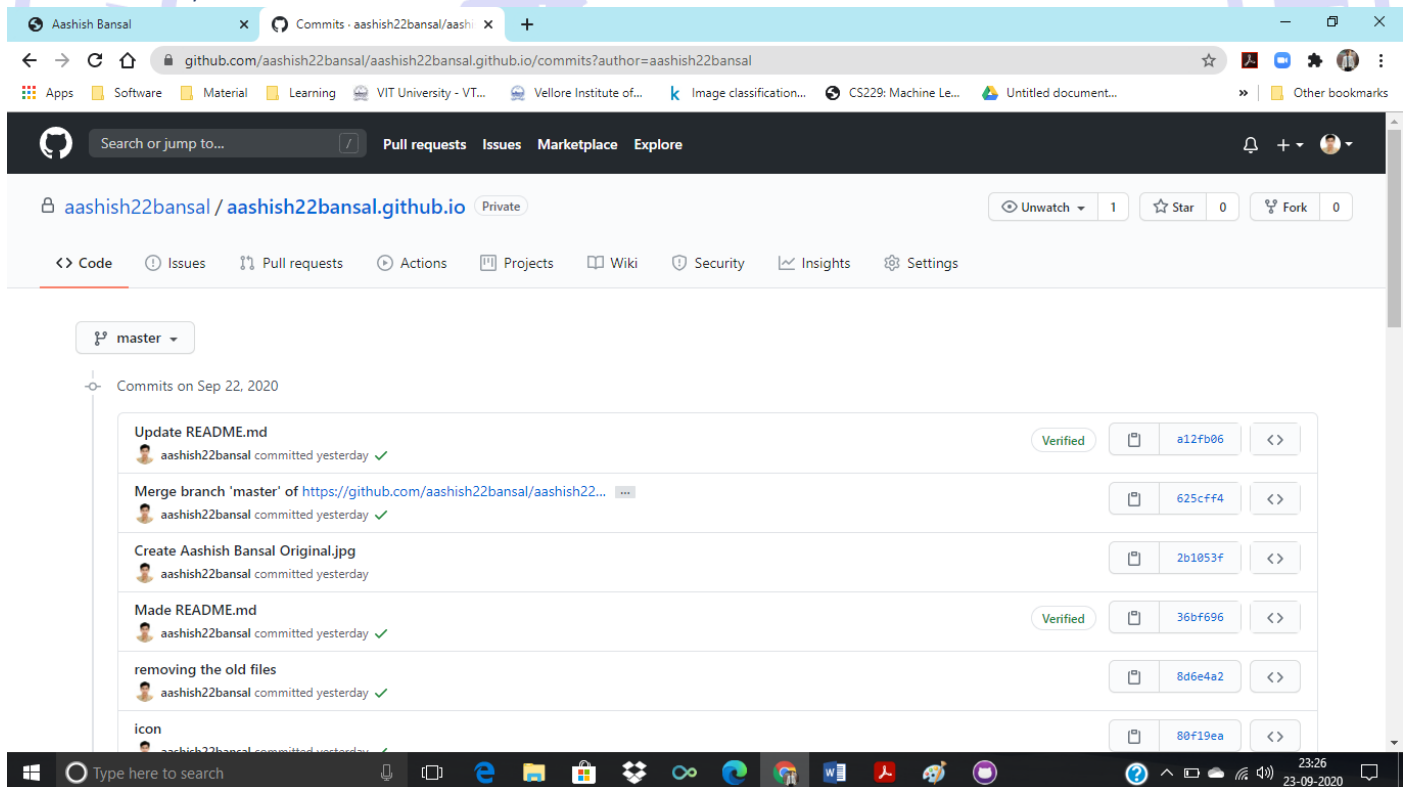 Aashish Bansal
Commits · aashish22bansal/aashi
github.com/aashish22bansal/aashish22bansal.github.io/commits?author=aashish22bansal
Apps Software Material Learning VIT University - VT... Vellore Institute of... Image classification... CS229: Machine Le... Untitled document... » Other bookmarks
Search or jump to... / Pull requests Issues Marketplace Explore
aashish22bansal / aashish22bansal.github.io Private Unwatch 1 Star 0 Fork 0
<> Code Issues Pull requests Actions Projects Wiki Security Insights Settings
master
Commits on Sep 22, 2020
Update README.md
aashish22bansal committed yesterday
Verified a12fb06 <>
Merge branch 'master' of https://github.com/aashish22bansal/aashish22... ...
aashish22bansal committed yesterday
625cff4 <>
Create Aashish Bansal Original.jpg
aashish22bansal committed yesterday
2b1053f <>
Made README.md
aashish22bansal committed yesterday
Verified 36bf696 <>
removing the old files
aashish22bansal committed yesterday
8d6e4a2 <>
icon
aashish22bansal committed yesterday
80f19ea <>
Type here to search
23:26
23-09-2020